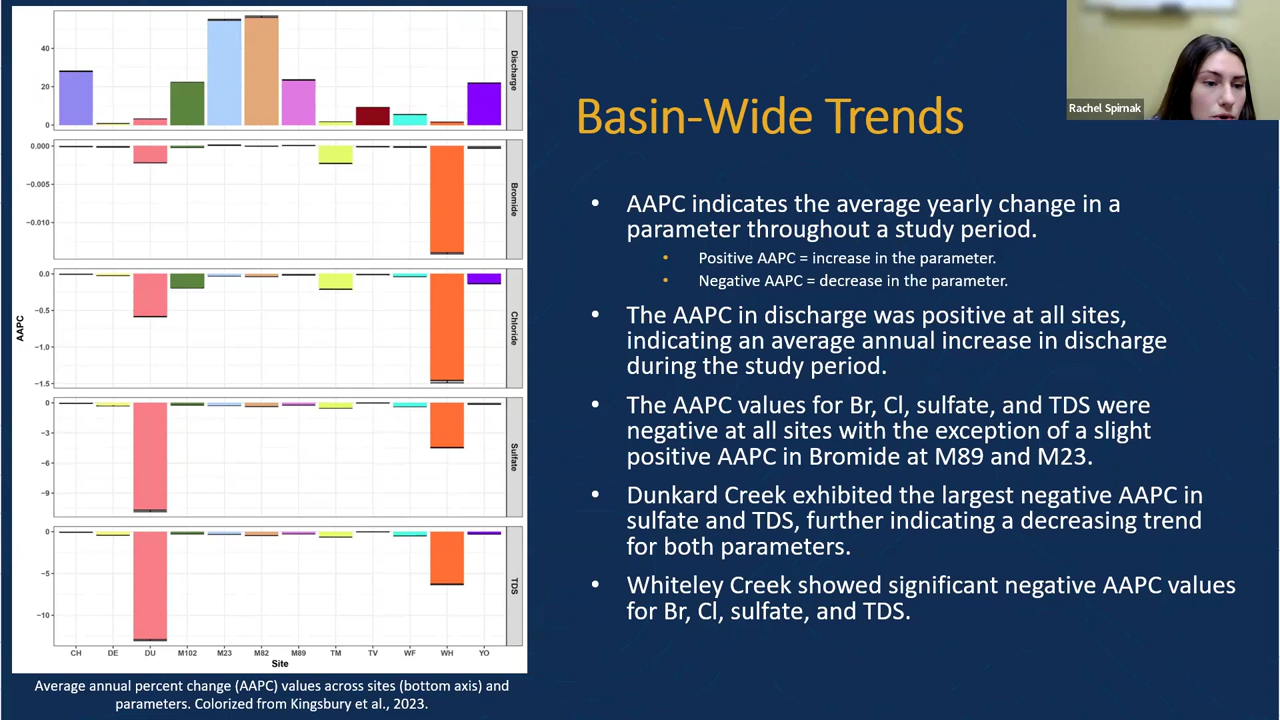 40
20
0
Discharge
0.000
−0.005
−0.010
Bromide
0.0
−0.5
−1.0
−1.5
Chloride
AAPC
0
−3
−6
−9
Sulfate
0
−5
−10
TDS
CH DE DU M102 M23 M82 M89 TM TV WF WH YO
Site
Average annual percent change (AAPC) values across sites (bottom axis) and
parameters. Colorized from Kingsbury et al., 2023.
Rachel Spirnak
Basin-Wide Trends
• AAPC indicates the average yearly change in a
parameter throughout a study period.
• Positive AAPC = increase in the parameter.
• Negative AAPC = decrease in the parameter.
• The AAPC in discharge was positive at all sites,
indicating an average annual increase in discharge
during the study period.
• The AAPC values for Br, Cl, sulfate, and TDS were
negative at all sites with the exception of a slight
positive AAPC in Bromide at M89 and M23.
• Dunkard Creek exhibited the largest negative AAPC in
sulfate and TDS, further indicating a decreasing trend
for both parameters.
• Whiteley Creek showed significant negative AAPC values
for Br, Cl, sulfate, and TDS.